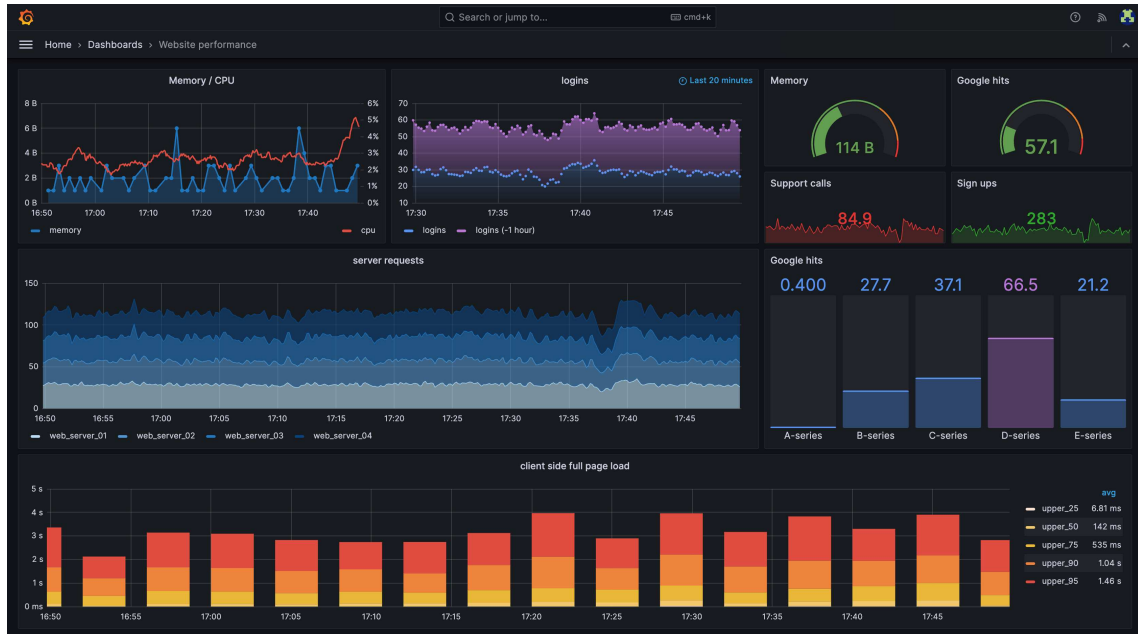 Search or jump to... cmd+k
Home › Dashboards › Website performance
Memory / CPU
8 B
6 B
4 B
2 B
0 B
6%
5%
4%
3%
2%
1%
0%
16:50 17:00 17:10 17:20 17:30 17:40
memory cpu
logins
Last 20 minutes
70
60
50
40
30
20
10
17:30 17:35 17:40 17:45
logins logins (-1 hour)
Memory
114 B
Google hits
57.1
Support calls
84.9
Sign ups
283
server requests
150
100
50
0
16:50 16:55 17:00 17:05 17:10 17:15 17:20 17:25 17:30 17:35 17:40 17:45
web_server_01 web_server_02 web_server_03 web_server_04
Google hits
0.400 27.7 37.1 66.5 21.2
A-series B-series C-series D-series E-series
client side full page load
5 s
4 s
3 s
2 s
1 s
0 ms
16:50 16:55 17:00 17:05 17:10 17:15 17:20 17:25 17:30 17:35 17:40 17:45
avg
upper_25 6.81 ms
upper_50 142 ms
upper_75 535 ms
upper_90 1.04 s
upper_95 1.46 s